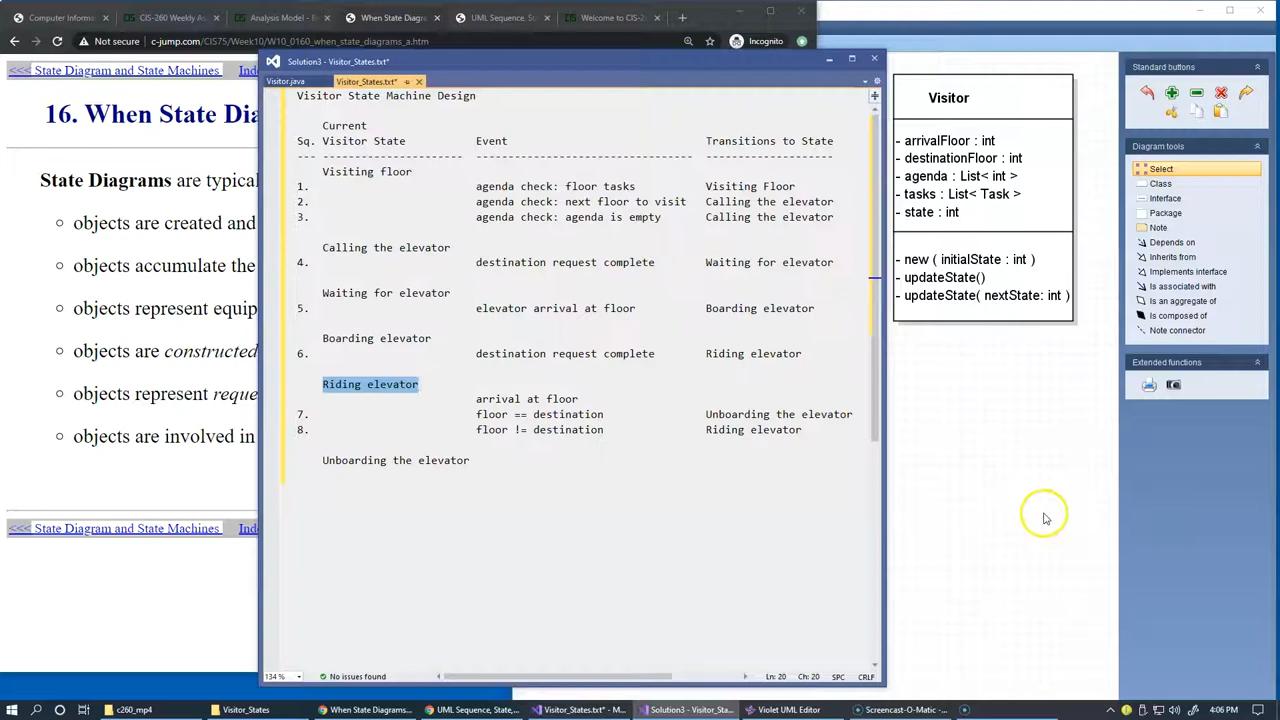 Computer Informa
CIS-260 Weekly As
Analysis Model - E
When State Diagra
UML Sequence, St
Welcome to CIS-2
Not secure
c-jump.com/CIS75/Week10/W10_0160_when_state_diagrams_a.htm
Incognito
<<< State Diagram and State Machines
Inde
16. When State Dia
State Diagrams are typical
objects are created and
objects accumulate the
objects represent equip
objects are constructed
objects represent reque
objects are involved in
<<< State Diagram and State Machines
Inde
Solution3 - Visitor_States.txt*
Visitor.java
Visitor_States.txt*
Visitor State Machine Design
Current
Sq. Visitor State Event Transitions to State
--- ------------- ---------------------------------- --------------------
Visiting floor
1. agenda check: floor tasks Visiting Floor
2. agenda check: next floor to visit Calling the elevator
3. agenda check: agenda is empty Calling the elevator
Calling the elevator
4. destination request complete Waiting for elevator
Waiting for elevator
5. elevator arrival at floor Boarding elevator
Boarding elevator
6. destination request complete Riding elevator
Riding elevator
arrival at floor
7. floor == destination Unboarding the elevator
8. floor != destination Riding elevator
Unboarding the elevator
134 %
No issues found
Ln: 20
Ch: 20
SPC
CRLF
Visitor
- arrivalFloor : int
- destinationFloor : int
- agenda : List< int >
- tasks : List< Task >
- state : int
- new ( initialState : int )
- updateState()
- updateState( nextState: int )
Standard buttons
Diagram tools
Select
Class
Interface
Package
Note
Depends on
Inherits from
Implements interface
Is associated with
Is an aggregate of
Is composed of
Note connector
Extended functions
c260_mp4
Visitor_States
When State Diagrams...
UML Sequence, State,...
Visitor_States.txt* - M...
Solution3 - Visitor_Sta...
Violet UML Editor
Screencast-O-Matic - ...
4:06 PM